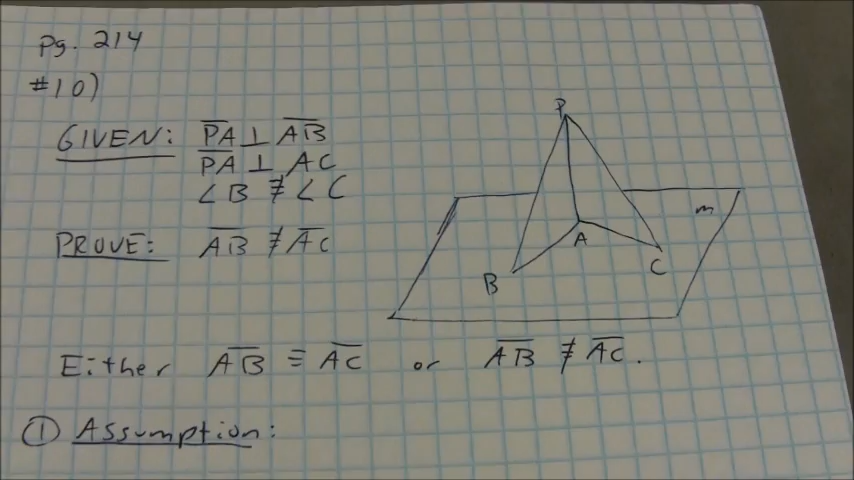 pg. 214
#10)
GIVEN: PA ⊥ AB
PA ⊥ AC
∠B ≢ ∠C
PROVE: AB ≢ AC
P
m
A
B
C
Either AB ≡ AC or AB ≢ AC.
① Assumption: